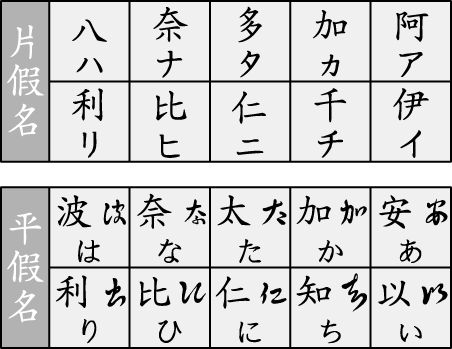 片假名
八 奈 多 加 阿
ハ ナ タ カ ア
利 比 仁 千 伊
リ ヒ ニ チ イ
平假名
波 奈 太 加 安
は な た か あ
利 比 仁 知 以
り ひ に ち い